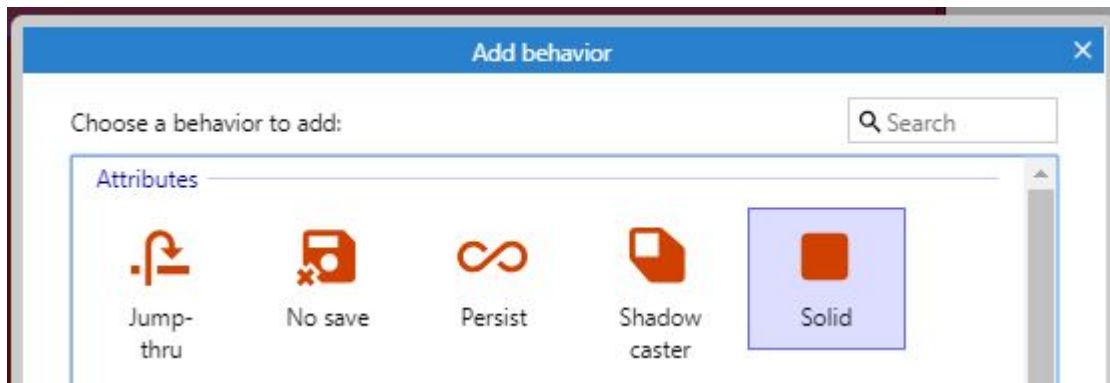 Add behavior
Choose a behavior to add:
Search
Attributes
Jump-
thru
No save
Persist
Shadow
caster
Solid